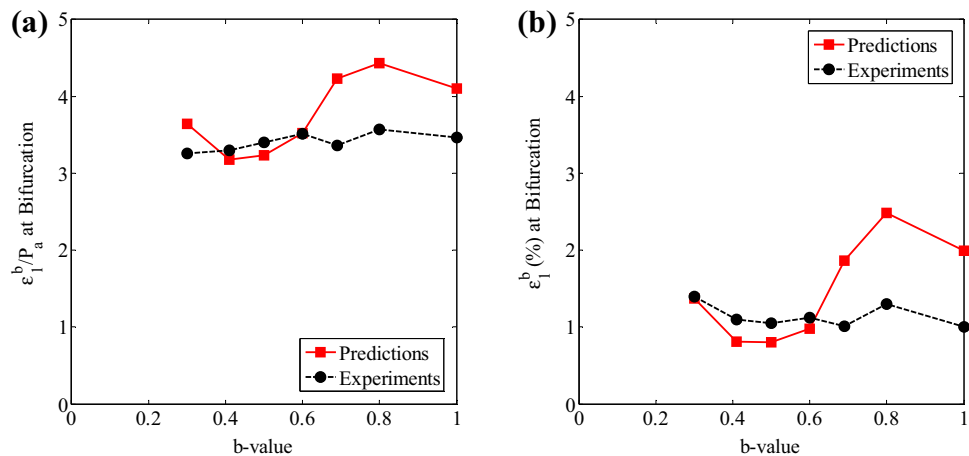 (a)
5
4
3
2
1
0
0
0.2
0.4
0.6
0.8
1
b-value
ε₁ᵇ/Pₐ at Bifurcation
Predictions
Experiments
(b)
5
4
3
2
1
0
0
0.2
0.4
0.6
0.8
1
b-value
ε₁ᵇ (%) at Bifurcation
Predictions
Experiments